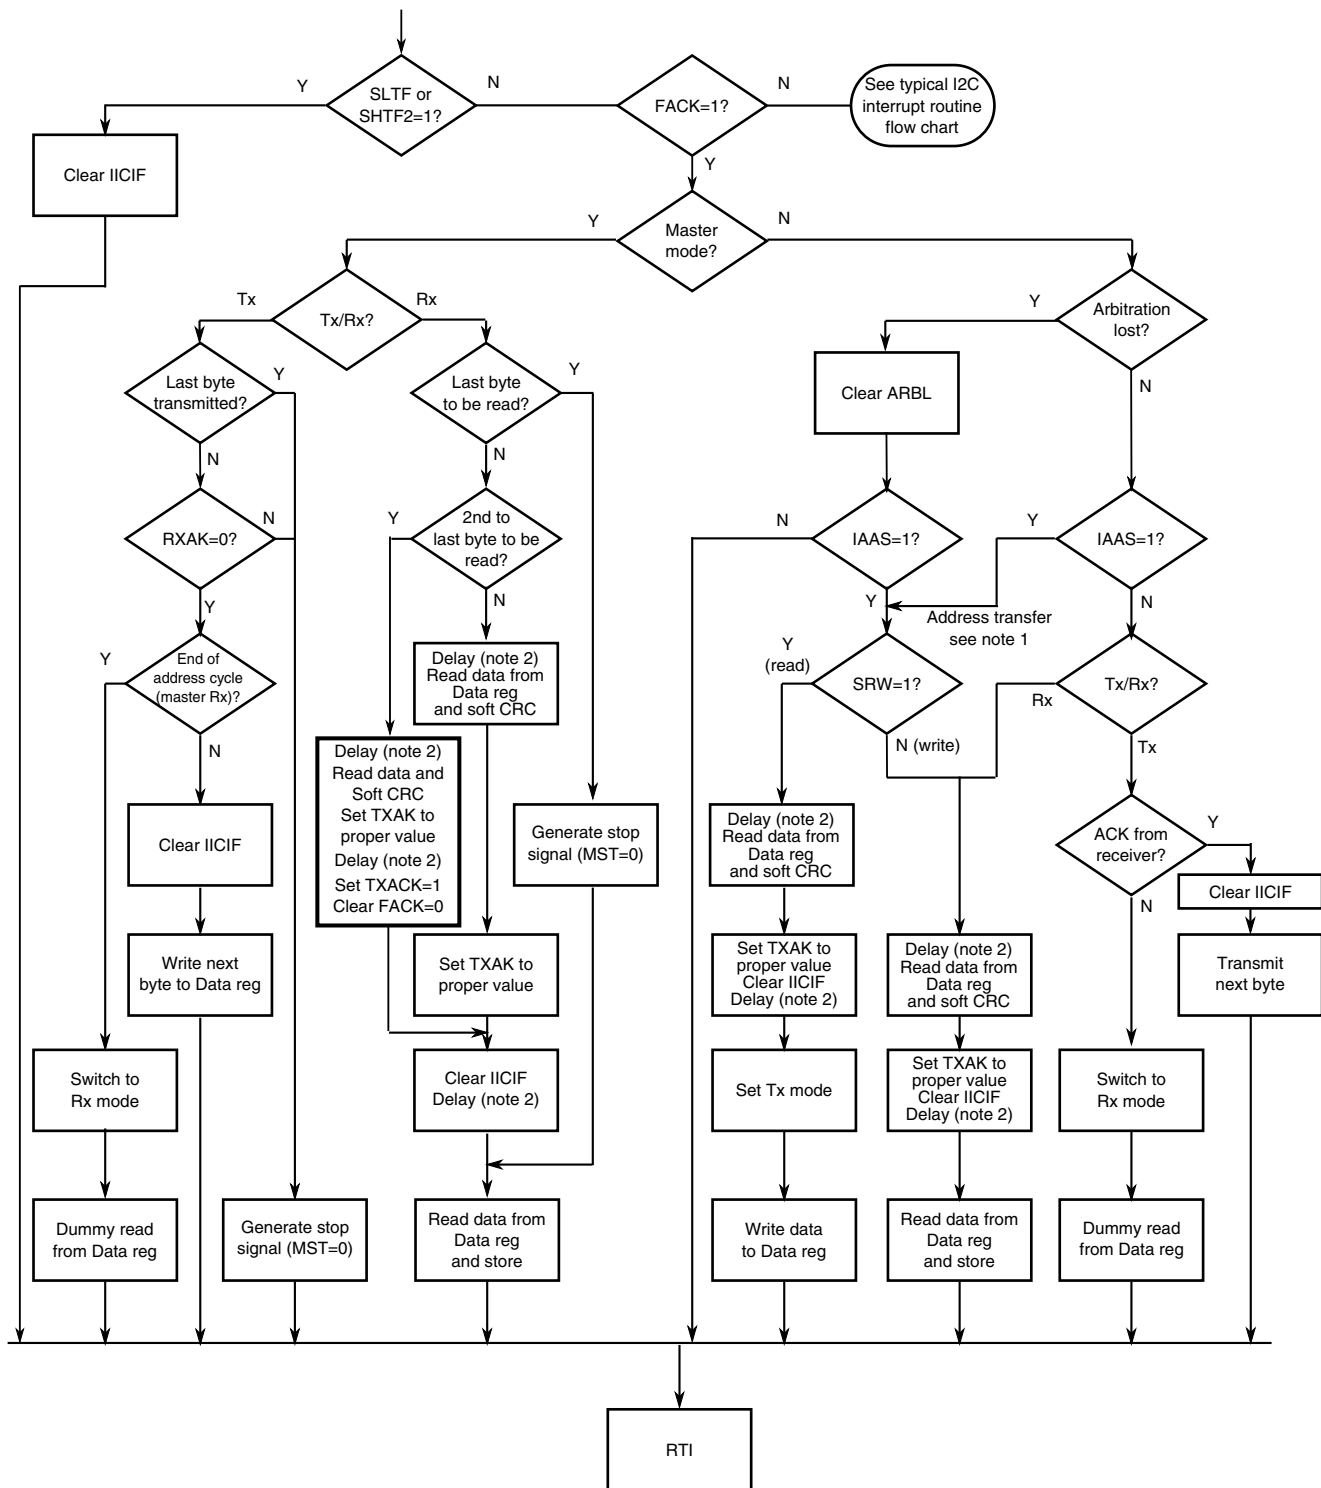 SLTF or
SHTF2=1?
Y
N
FACK=1?
N
See typical I2C
interrupt routine
flow chart
Clear IICIF
Y
Master
mode?
Y
N
Tx/Rx?
Tx
Rx
Arbitration
lost?
Y
N
Last byte
transmitted?
Y
N
Last byte
to be read?
Y
N
Clear ARBL
RXAK=0?
N
Y
2nd to
last byte to be
read?
Y
N
IAAS=1?
N
Y
IAAS=1?
Y
N
Address transfer
see note 1
End of
address cycle
(master Rx)?
Y
N
Delay (note 2)
Read data from
Data reg
and soft CRC
Y
(read)
SRW=1?
N (write)
Tx/Rx?
Rx
Tx
Delay (note 2)
Read data and
Soft CRC
Set TXAK to
proper value
Delay (note 2)
Set TXACK=1
Clear FACK=0
Clear IICIF
Generate stop
signal (MST=0)
Delay (note 2)
Read data from
Data reg
and soft CRC
ACK from
receiver?
Y
N
Clear IICIF
Write next
byte to Data reg
Set TXAK to
proper value
Set TXAK to
proper value
Clear IICIF
Delay (note 2)
Delay (note 2)
Read data from
Data reg
and soft CRC
Transmit
next byte
Switch to
Rx mode
Clear IICIF
Delay (note 2)
Set Tx mode
Set TXAK to
proper value
Clear IICIF
Delay (note 2)
Switch to
Rx mode
Dummy read
from Data reg
Generate stop
signal (MST=0)
Read data from
Data reg
and store
Write data
to Data reg
Read data from
Data reg
and store
Dummy read
from Data reg
RTI